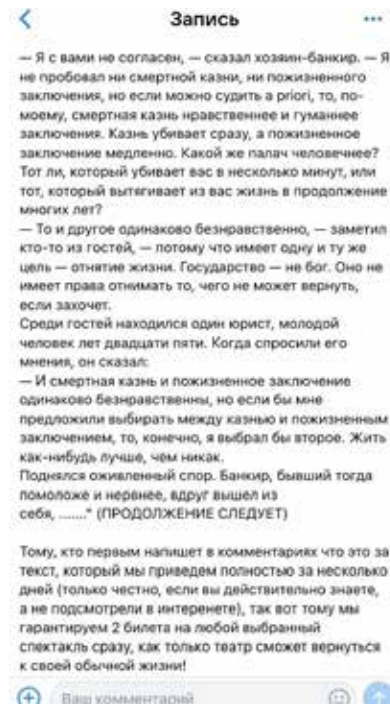 Запись
— Я с вами не согласен, — сказал хозяин-банкир. — Я
не пробовал ни смертной казни, ни пожизненного
заключения, но если можно судить a priori, то, по-
моему, смертная казнь нравственнее и гуманнее
заключения. Казнь убивает сразу, а пожизненное
заключение медленно. Какой же палач человечнее?
Тот ли, который убивает вас в несколько минут, или
тот, который вытягивает из вас жизнь в продолжение
многих лет?
— То и другое одинаково безнравственно, — заметил
кто-то из гостей, — потому что имеет одну и ту же
цель — отнятие жизни. Государство — не бог. Оно не
имеет права отнимать то, чего не может вернуть,
если захочет.
Среди гостей находился один юрист, молодой
человек лет двадцати пяти. Когда спросили его
мнения, он сказал:
— И смертная казнь и пожизненное заключение
одинаково безнравственны, но если бы мне
предложили выбирать между казнью и пожизненным
заключением, то, конечно, я выбрал бы второе. Жить
как-нибудь лучше, чем никак.
Поднялся оживленный спор. Банкир, бывший тогда
помоложе и нервнее, вдруг вышел из
себя, ......." (ПРОДОЛЖЕНИЕ СЛЕДУЕТ)
Тому, кто первым напишет в комментариях что это за
текст, который мы приведем полностью за несколько
дней (только честно, если вы действительно знаете,
а не подсмотрели в интеренете), так вот тому мы
гарантируем 2 билета на любой выбранный
спектакль сразу, как только театр сможет вернуться
к своей обычной жизни!
Ваш комментарий